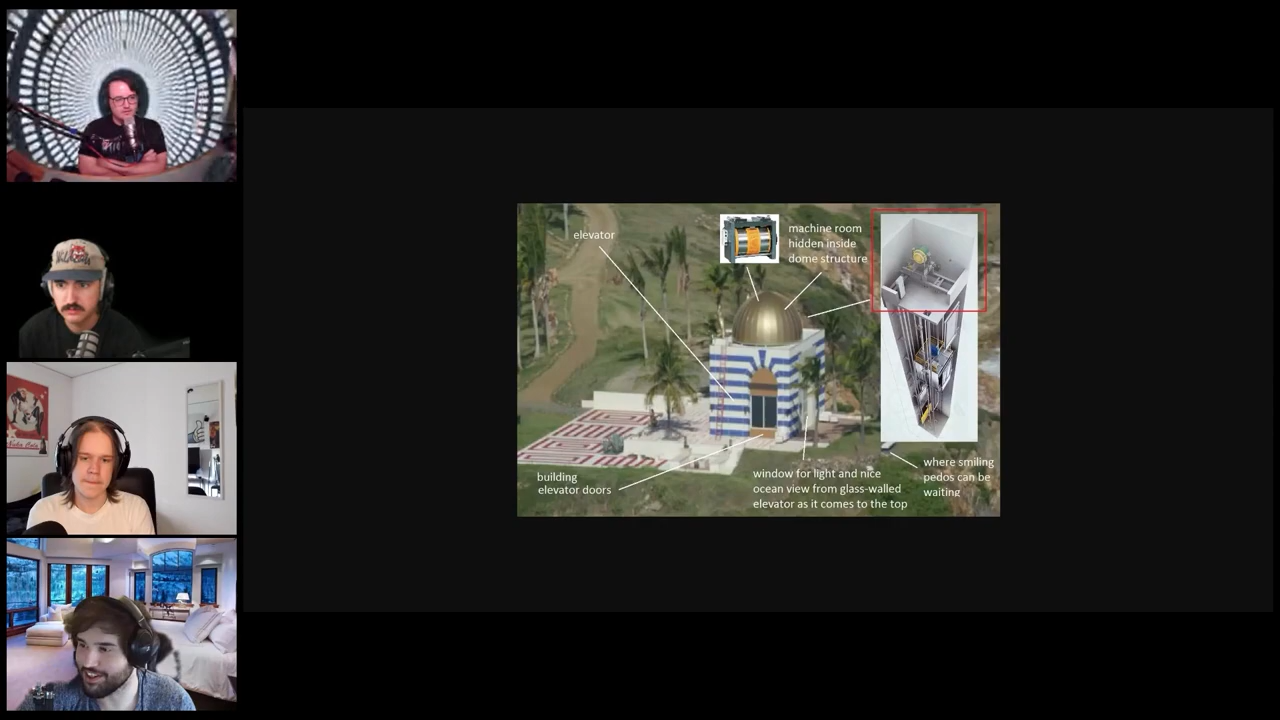 elevator
machine room
hidden inside
dome structure
building
elevator doors
window for light and nice
ocean view from glass-walled
elevator as it comes to the top
where smiling
pedos can be
waiting